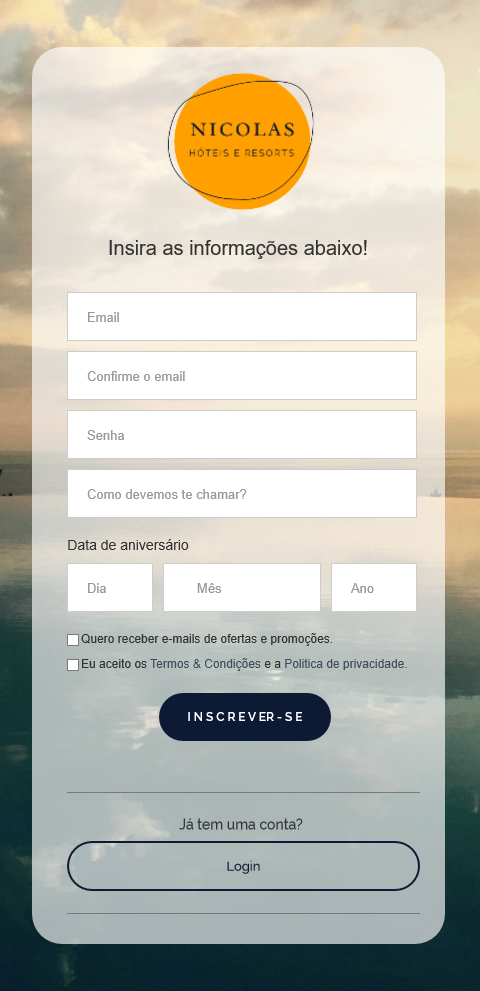 NICOLAS
HÓTEIS E RESORTS
Insira as informações abaixo!
Email
Confirme o email
Senha
Como devemos te chamar?
Data de aniversário
Dia Mês Ano
Quero receber e-mails de ofertas e promoções.
Eu aceito os Termos & Condições e a Politica de privacidade.
INSCREVER-SE
Já tem uma conta?
Login